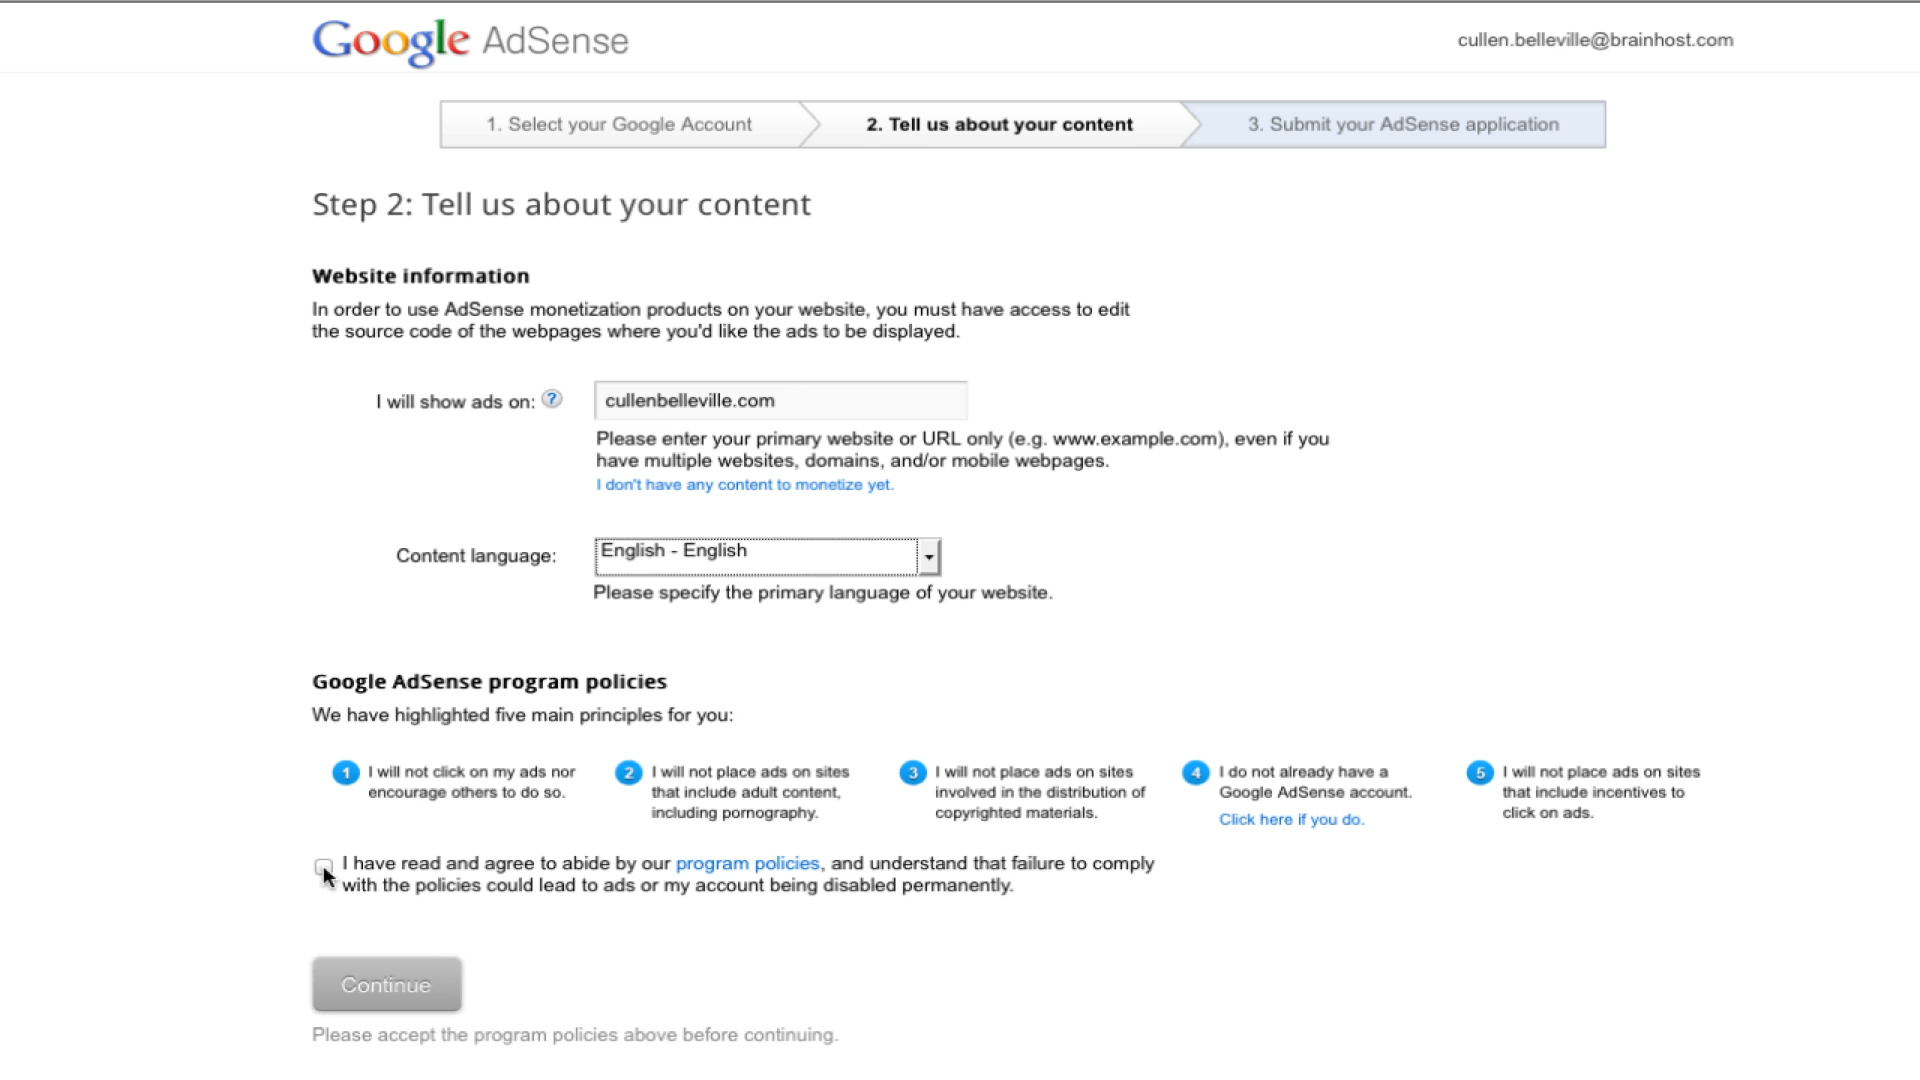 Google AdSense
cullen.belleville@brainhost.com
1. Select your Google Account
2. Tell us about your content
3. Submit your AdSense application
Step 2: Tell us about your content
Website information
In order to use AdSense monetization products on your website, you must have access to edit
the source code of the webpages where you'd like the ads to be displayed.
I will show ads on: ?
cullenbelleville.com
Please enter your primary website or URL only (e.g. www.example.com), even if you
have multiple websites, domains, and/or mobile webpages.
I don't have any content to monetize yet.
Content language:
English - English
Please specify the primary language of your website.
Google AdSense program policies
We have highlighted five main principles for you:
1 I will not click on my ads nor
encourage others to do so.
2 I will not place ads on sites
that include adult content,
including pornography.
3 I will not place ads on sites
involved in the distribution of
copyrighted materials.
4 I do not already have a
Google AdSense account.
Click here if you do.
5 I will not place ads on sites
that include incentives to
click on ads.
I have read and agree to abide by our program policies, and understand that failure to comply
with the policies could lead to ads or my account being disabled permanently.
Continue
Please accept the program policies above before continuing.